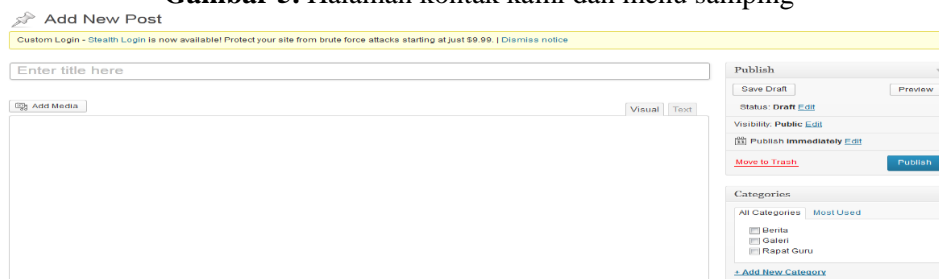 Gambar 5. Halaman kontak kami dan menu samping
Add New Post
Custom Login - Stealth Login is now available! Protect your site from brute force attacks starting at just $9.99. | Dismiss notice
Enter title here
Add Media
Visual Text
Publish
Save Draft Preview
Status: Draft Edit
Visibility: Public Edit
Publish immediately Edit
Move to Trash Publish
Categories
All Categories Most Used
Berita
Galeri
Rapat Guru
+ Add New Category